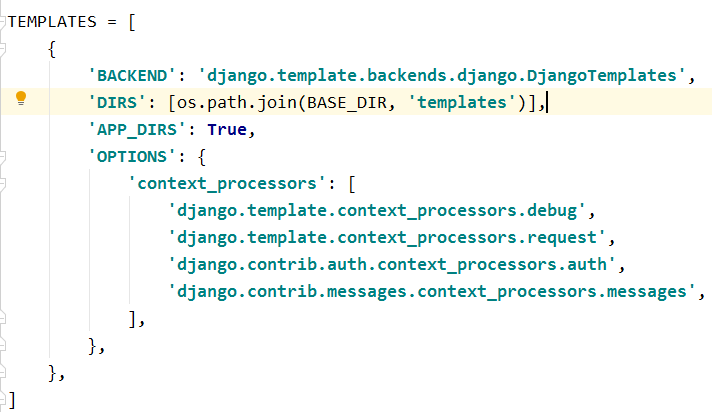 TEMPLATES = [
    {
        'BACKEND': 'django.template.backends.django.DjangoTemplates',
        'DIRS': [os.path.join(BASE_DIR, 'templates')],
        'APP_DIRS': True,
        'OPTIONS': {
            'context_processors': [
                'django.template.context_processors.debug',
                'django.template.context_processors.request',
                'django.contrib.auth.context_processors.auth',
                'django.contrib.messages.context_processors.messages',
            ],
        },
    },
]